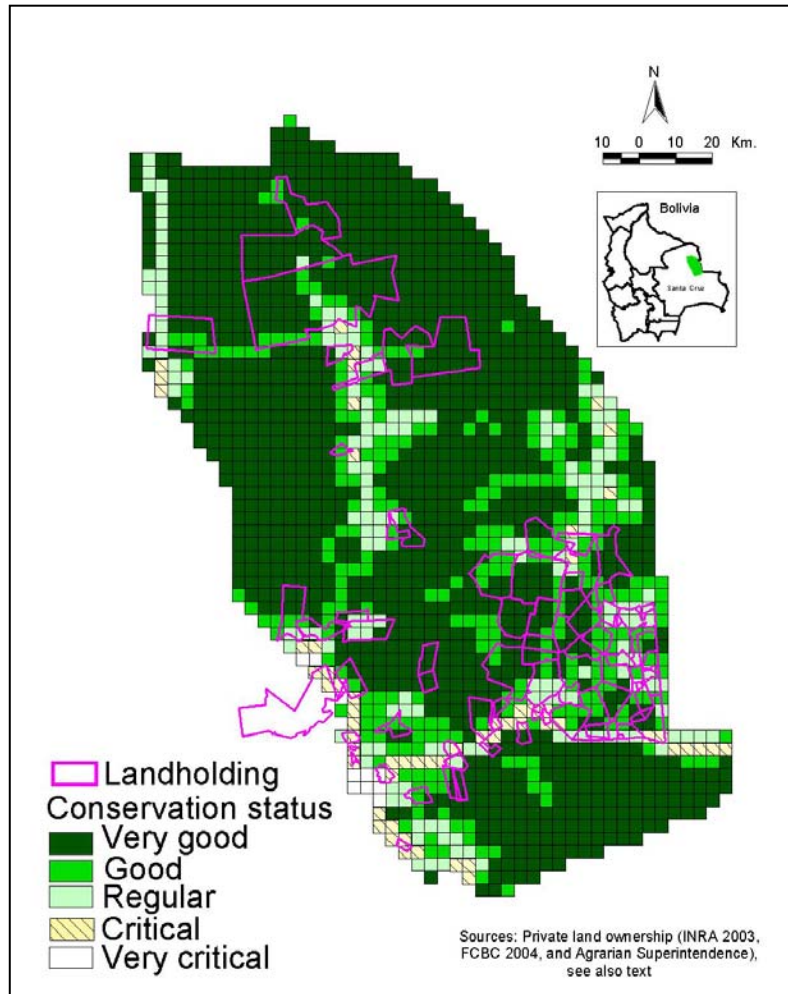 N
10 0 10 20 Km.
Bolivia
Santa Cruz
Landholding
Conservation status
Very good
Good
Regular
Critical
Very critical
Sources: Private land ownership (INRA 2003,
FCBC 2004, and Agrarian Superintendence),
see also text